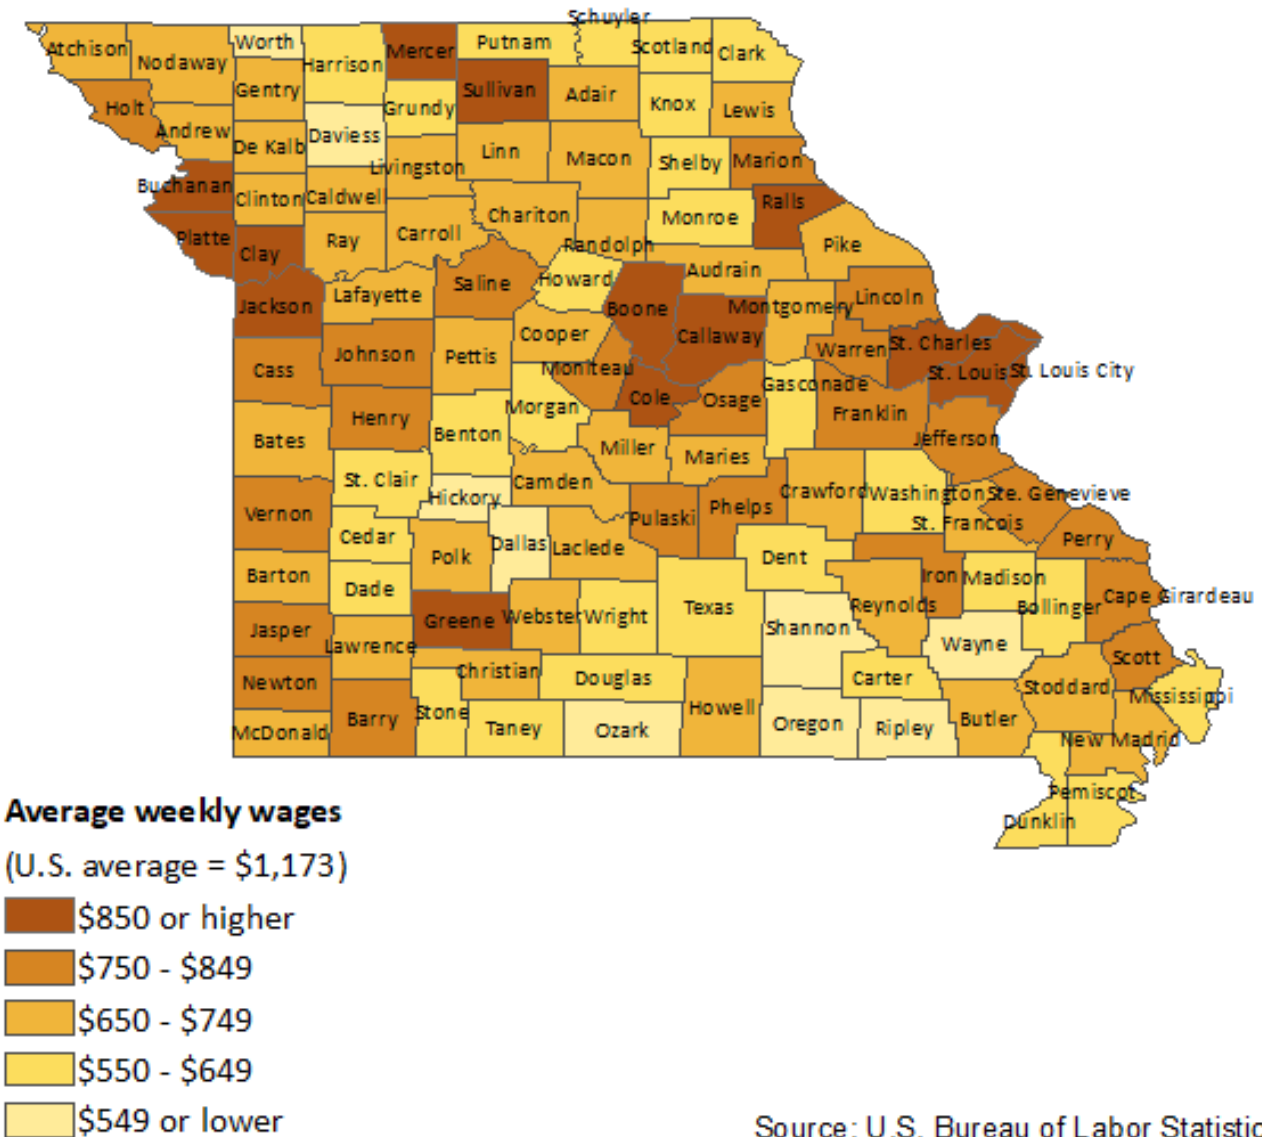 Schuyler
Atchison
Nodaway
Worth
Harrison
Mercer
Putnam
Scotland
Clark
Holt
Gentry
Grundy
Sullivan
Adair
Knox
Lewis
Andrew
De Kalb
Daviess
Livingston
Linn
Macon
Shelby
Marion
Buchanan
Clinton
Caldwell
Chariton
Monroe
Ralls
Platte
Clay
Ray
Carroll
Randolph
Audrain
Pike
Jackson
Lafayette
Saline
Howard
Boone
Callaway
Montgomery
Lincoln
Cooper
Warren
St. Charles
Cass
Johnson
Pettis
Moniteau
Cole
Osage
Gasconade
Franklin
St. Louis
St. Louis City
Henry
Morgan
Jefferson
Bates
Benton
Miller
Maries
St. Clair
Hickory
Camden
Pulaski
Phelps
Crawford
Washington
Ste. Genevieve
St. Francois
Vernon
Cedar
Polk
Dallas
Laclede
Dent
Perry
Barton
Dade
Iron
Madison
Bollinger
Cape Girardeau
Jasper
Greene
Webster
Wright
Texas
Shannon
Reynolds
Wayne
Lawrence
Scott
Newton
Christian
Douglas
Carter
Stoddard
Mississippi
McDonald
Barry
Stone
Taney
Ozark
Howell
Oregon
Ripley
Butler
New Madrid
Pemiscot
Dunklin
Average weekly wages
(U.S. average = $1,173)
$850 or higher
$750 - $849
$650 - $749
$550 - $649
$549 or lower
Source: U.S. Bureau of Labor Statistic